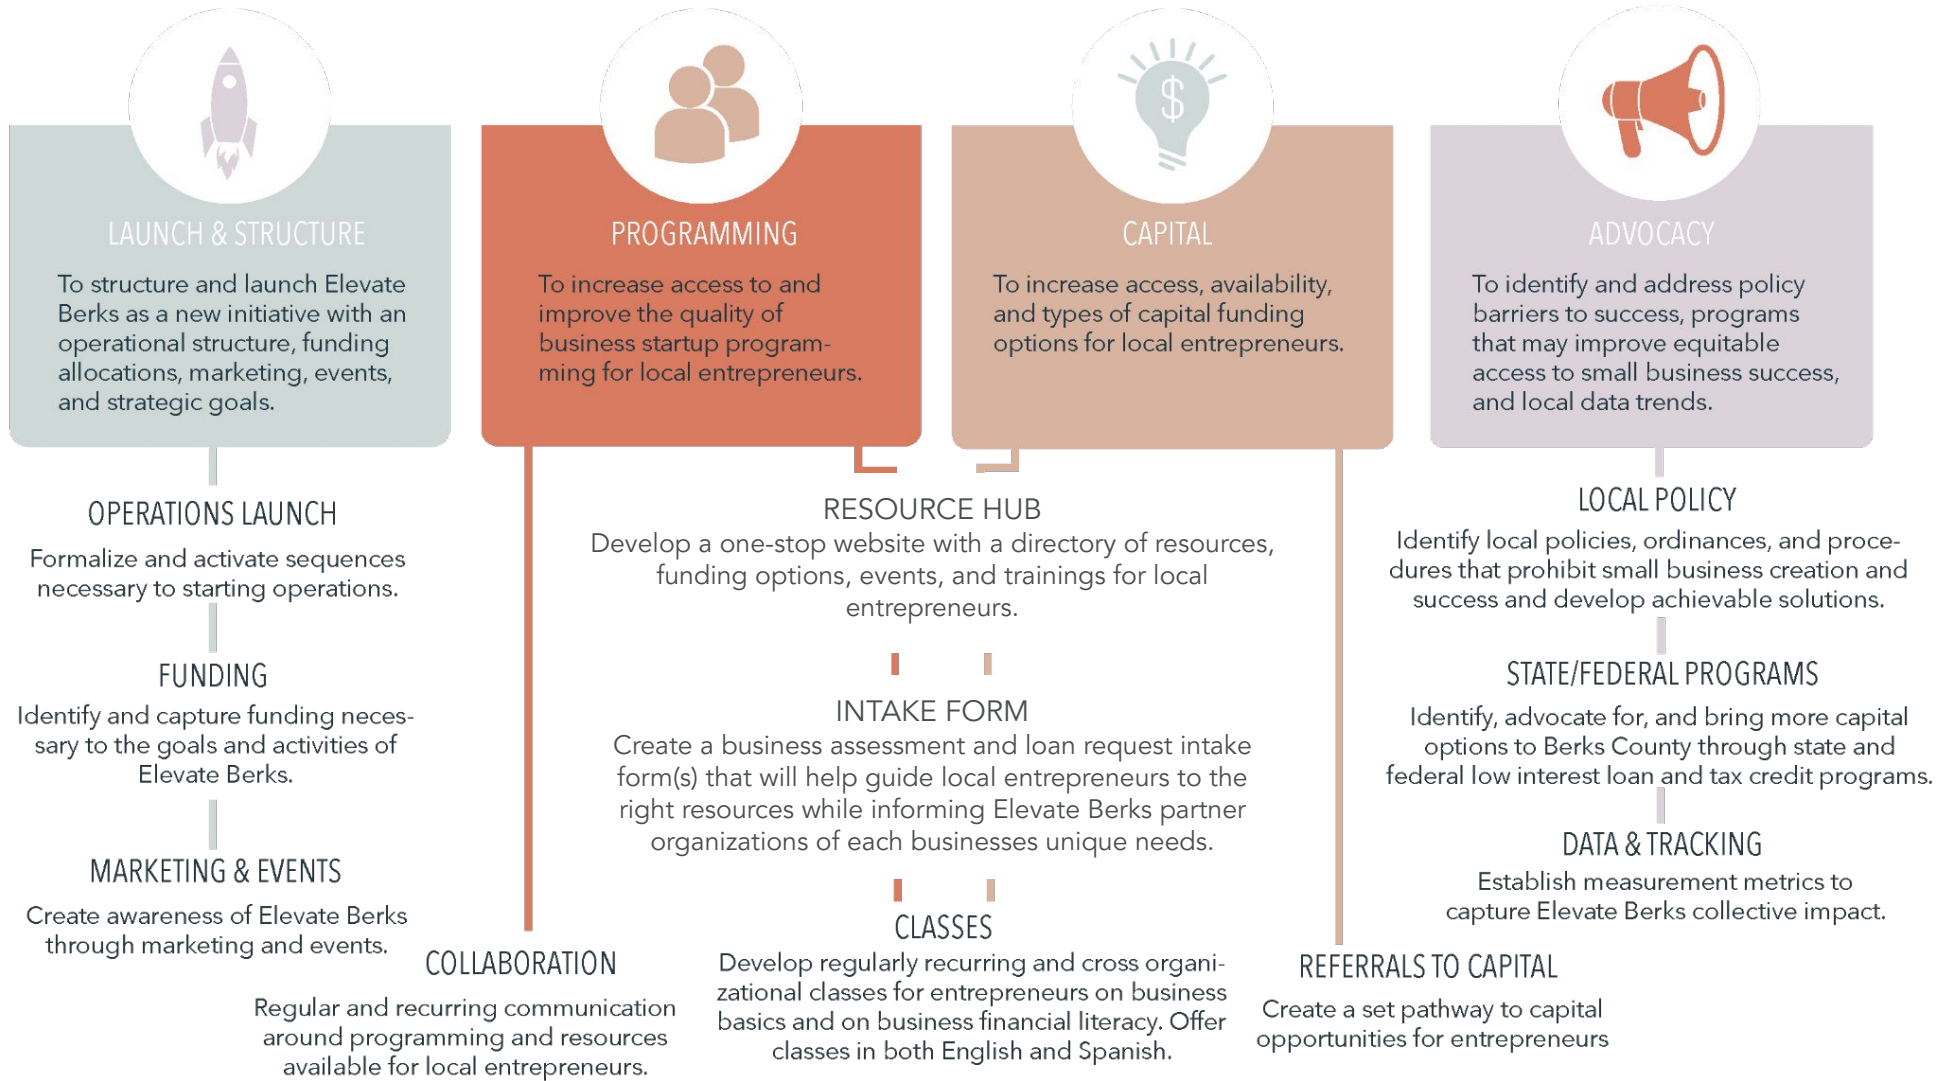 LAUNCH & STRUCTURE
To structure and launch Elevate
Berks as a new initiative with an
operational structure, funding
allocations, marketing, events,
and strategic goals.
OPERATIONS LAUNCH
Formalize and activate sequences
necessary to starting operations.
FUNDING
Identify and capture funding neces-
sary to the goals and activities of
Elevate Berks.
MARKETING & EVENTS
Create awareness of Elevate Berks
through marketing and events.
PROGRAMMING
To increase access to and
improve the quality of
business startup program-
ming for local entrepreneurs.
COLLABORATION
Regular and recurring communication
around programming and resources
available for local entrepreneurs.
$
CAPITAL
To increase access, availability,
and types of capital funding
options for local entrepreneurs.
RESOURCE HUB
Develop a one-stop website with a directory of resources,
funding options, events, and trainings for local
entrepreneurs.
INTAKE FORM
Create a business assessment and loan request intake
form(s) that will help guide local entrepreneurs to the
right resources while informing Elevate Berks partner
organizations of each businesses unique needs.
CLASSES
Develop regularly recurring and cross organi-
zational classes for entrepreneurs on business
basics and on business financial literacy. Offer
classes in both English and Spanish.
REFERRALS TO CAPITAL
Create a set pathway to capital
opportunities for entrepreneurs
ADVOCACY
To identify and address policy
barriers to success, programs
that may improve equitable
access to small business success,
and local data trends.
LOCAL POLICY
Identify local policies, ordinances, and proce-
dures that prohibit small business creation and
success and develop achievable solutions.
STATE/FEDERAL PROGRAMS
Identify, advocate for, and bring more capital
options to Berks County through state and
federal low interest loan and tax credit programs.
DATA & TRACKING
Establish measurement metrics to
capture Elevate Berks collective impact.